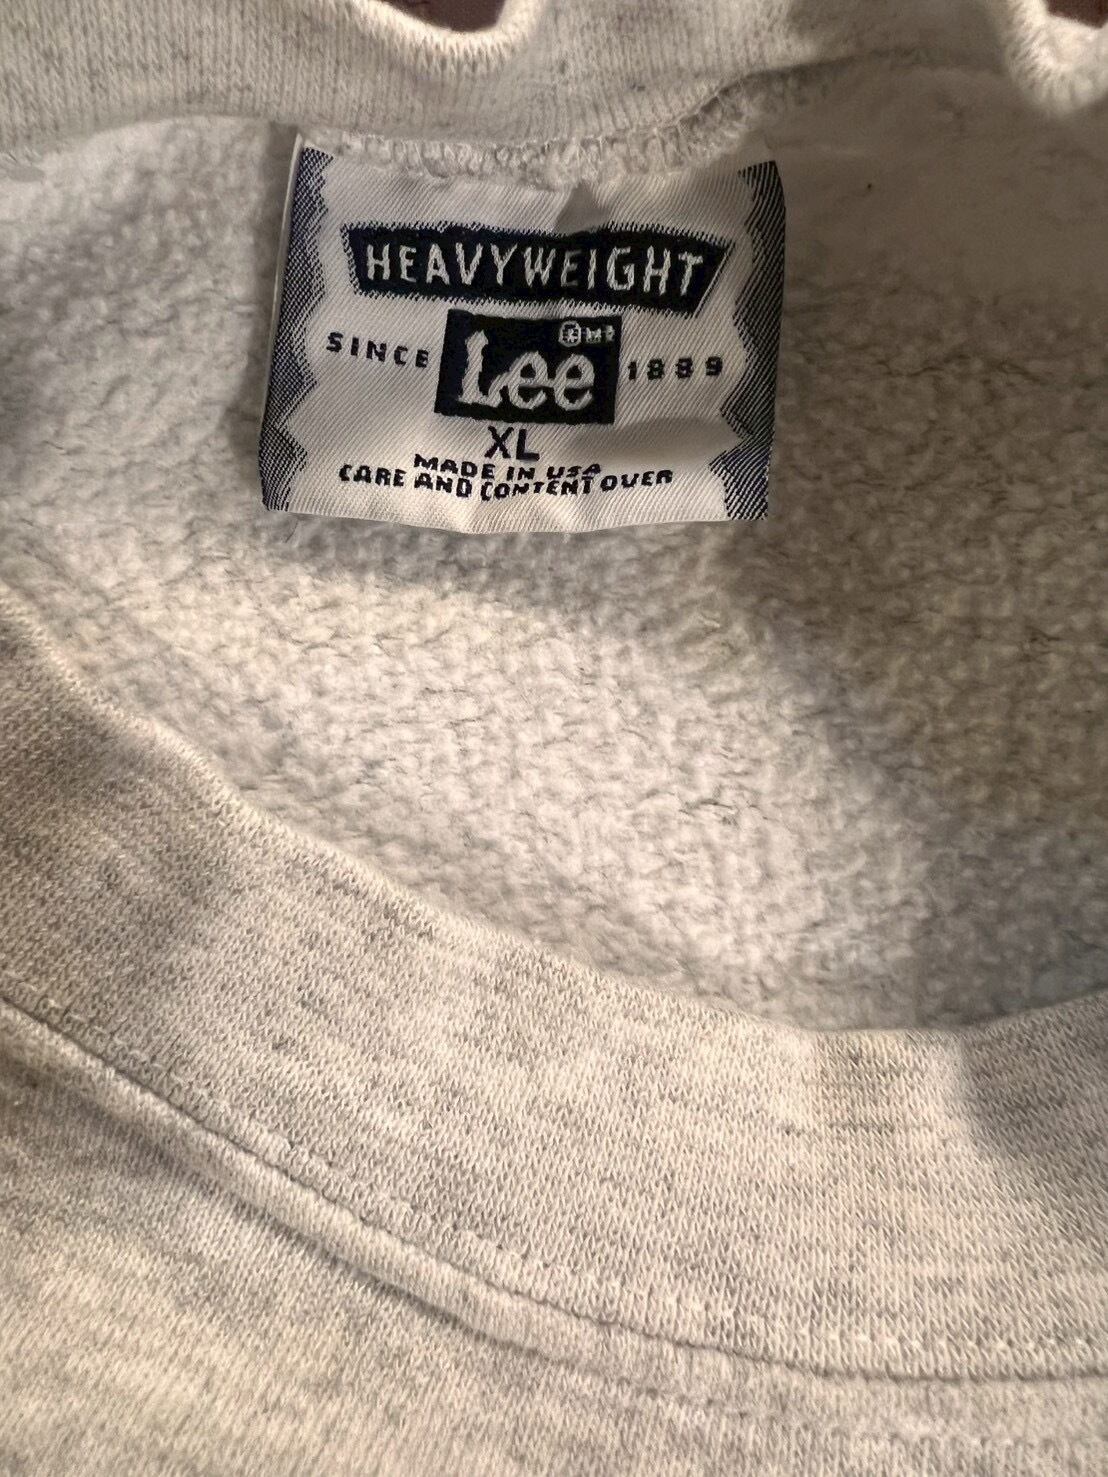 HEAVYWEIGHT
SINCE Lee 1889
XL
MADE IN USA
CARE AND CONTENT OVER